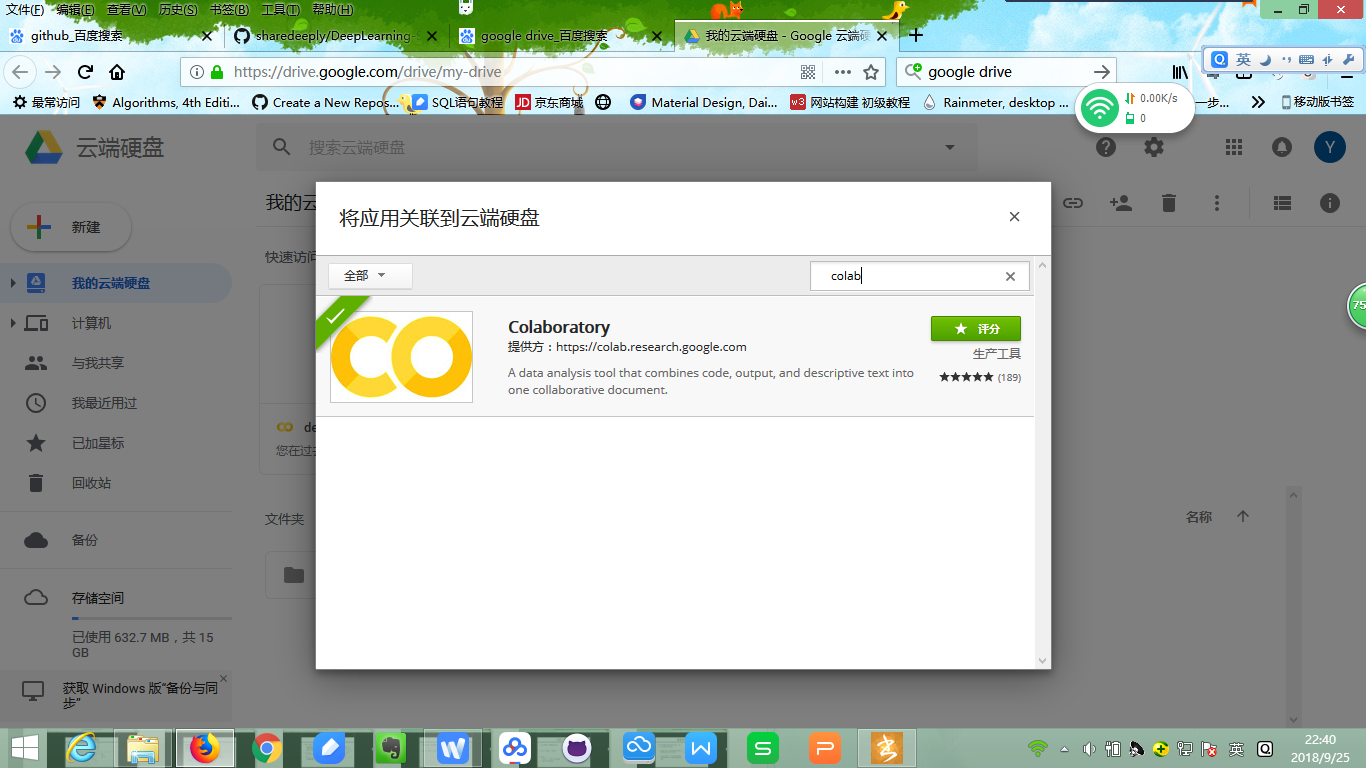 文件(F) 编辑(E) 查看(V) 历史(S) 书签(B) 工具(T) 帮助(H)
github_百度搜索
sharedeeply/DeepLearning-
google drive_百度搜索
我的云端硬盘 - Google 云端硬
https://drive.google.com/drive/my-drive
google drive
英
最常访问
Algorithms, 4th Editi...
Create a New Repos...
SQL语句教程
JD 京东商城
Material Design, Dai...
w3 网站构建 初级教程
Rainmeter, desktop ...
一步...
移动版书签
0.00K/s
0
云端硬盘
搜索云端硬盘
Y
新建
我的云
将应用关联到云端硬盘
快速访问
全部
colab
我的云端硬盘
计算机
与我共享
我最近用过
已加星标
回收站
备份
存储空间
已使用 632.7 MB，共 15
GB
获取 Windows 版“备份与同
步”
Colaboratory
提供方：https://colab.research.google.com
A data analysis tool that combines code, output, and descriptive text into
one collaborative document.
评分
生产工具
(189)
75
de
您在过
文件夹
名称
英
22:40
2018/9/25